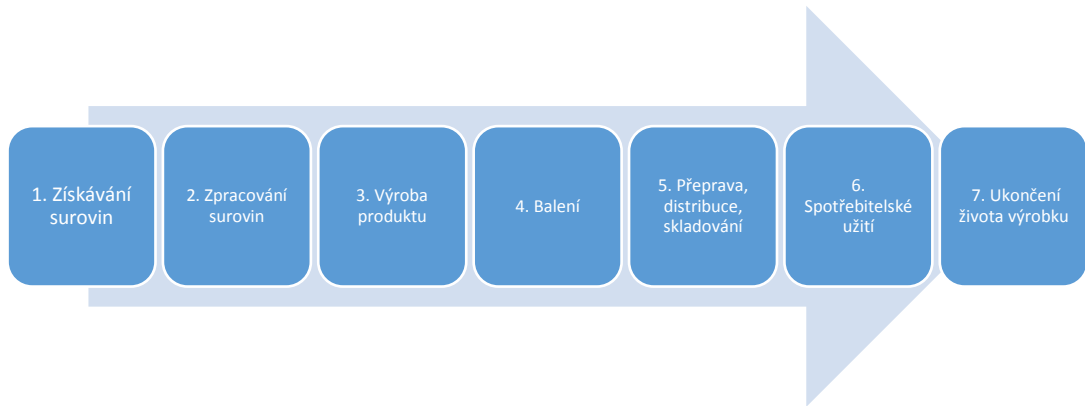 1. Získávání
surovin
2. Zpracování
surovin
3. Výroba
produktu
4. Balení
5. Přeprava,
distribuce,
skladování
6.
Spotřebitelské
užití
7. Ukončení
života výrobku